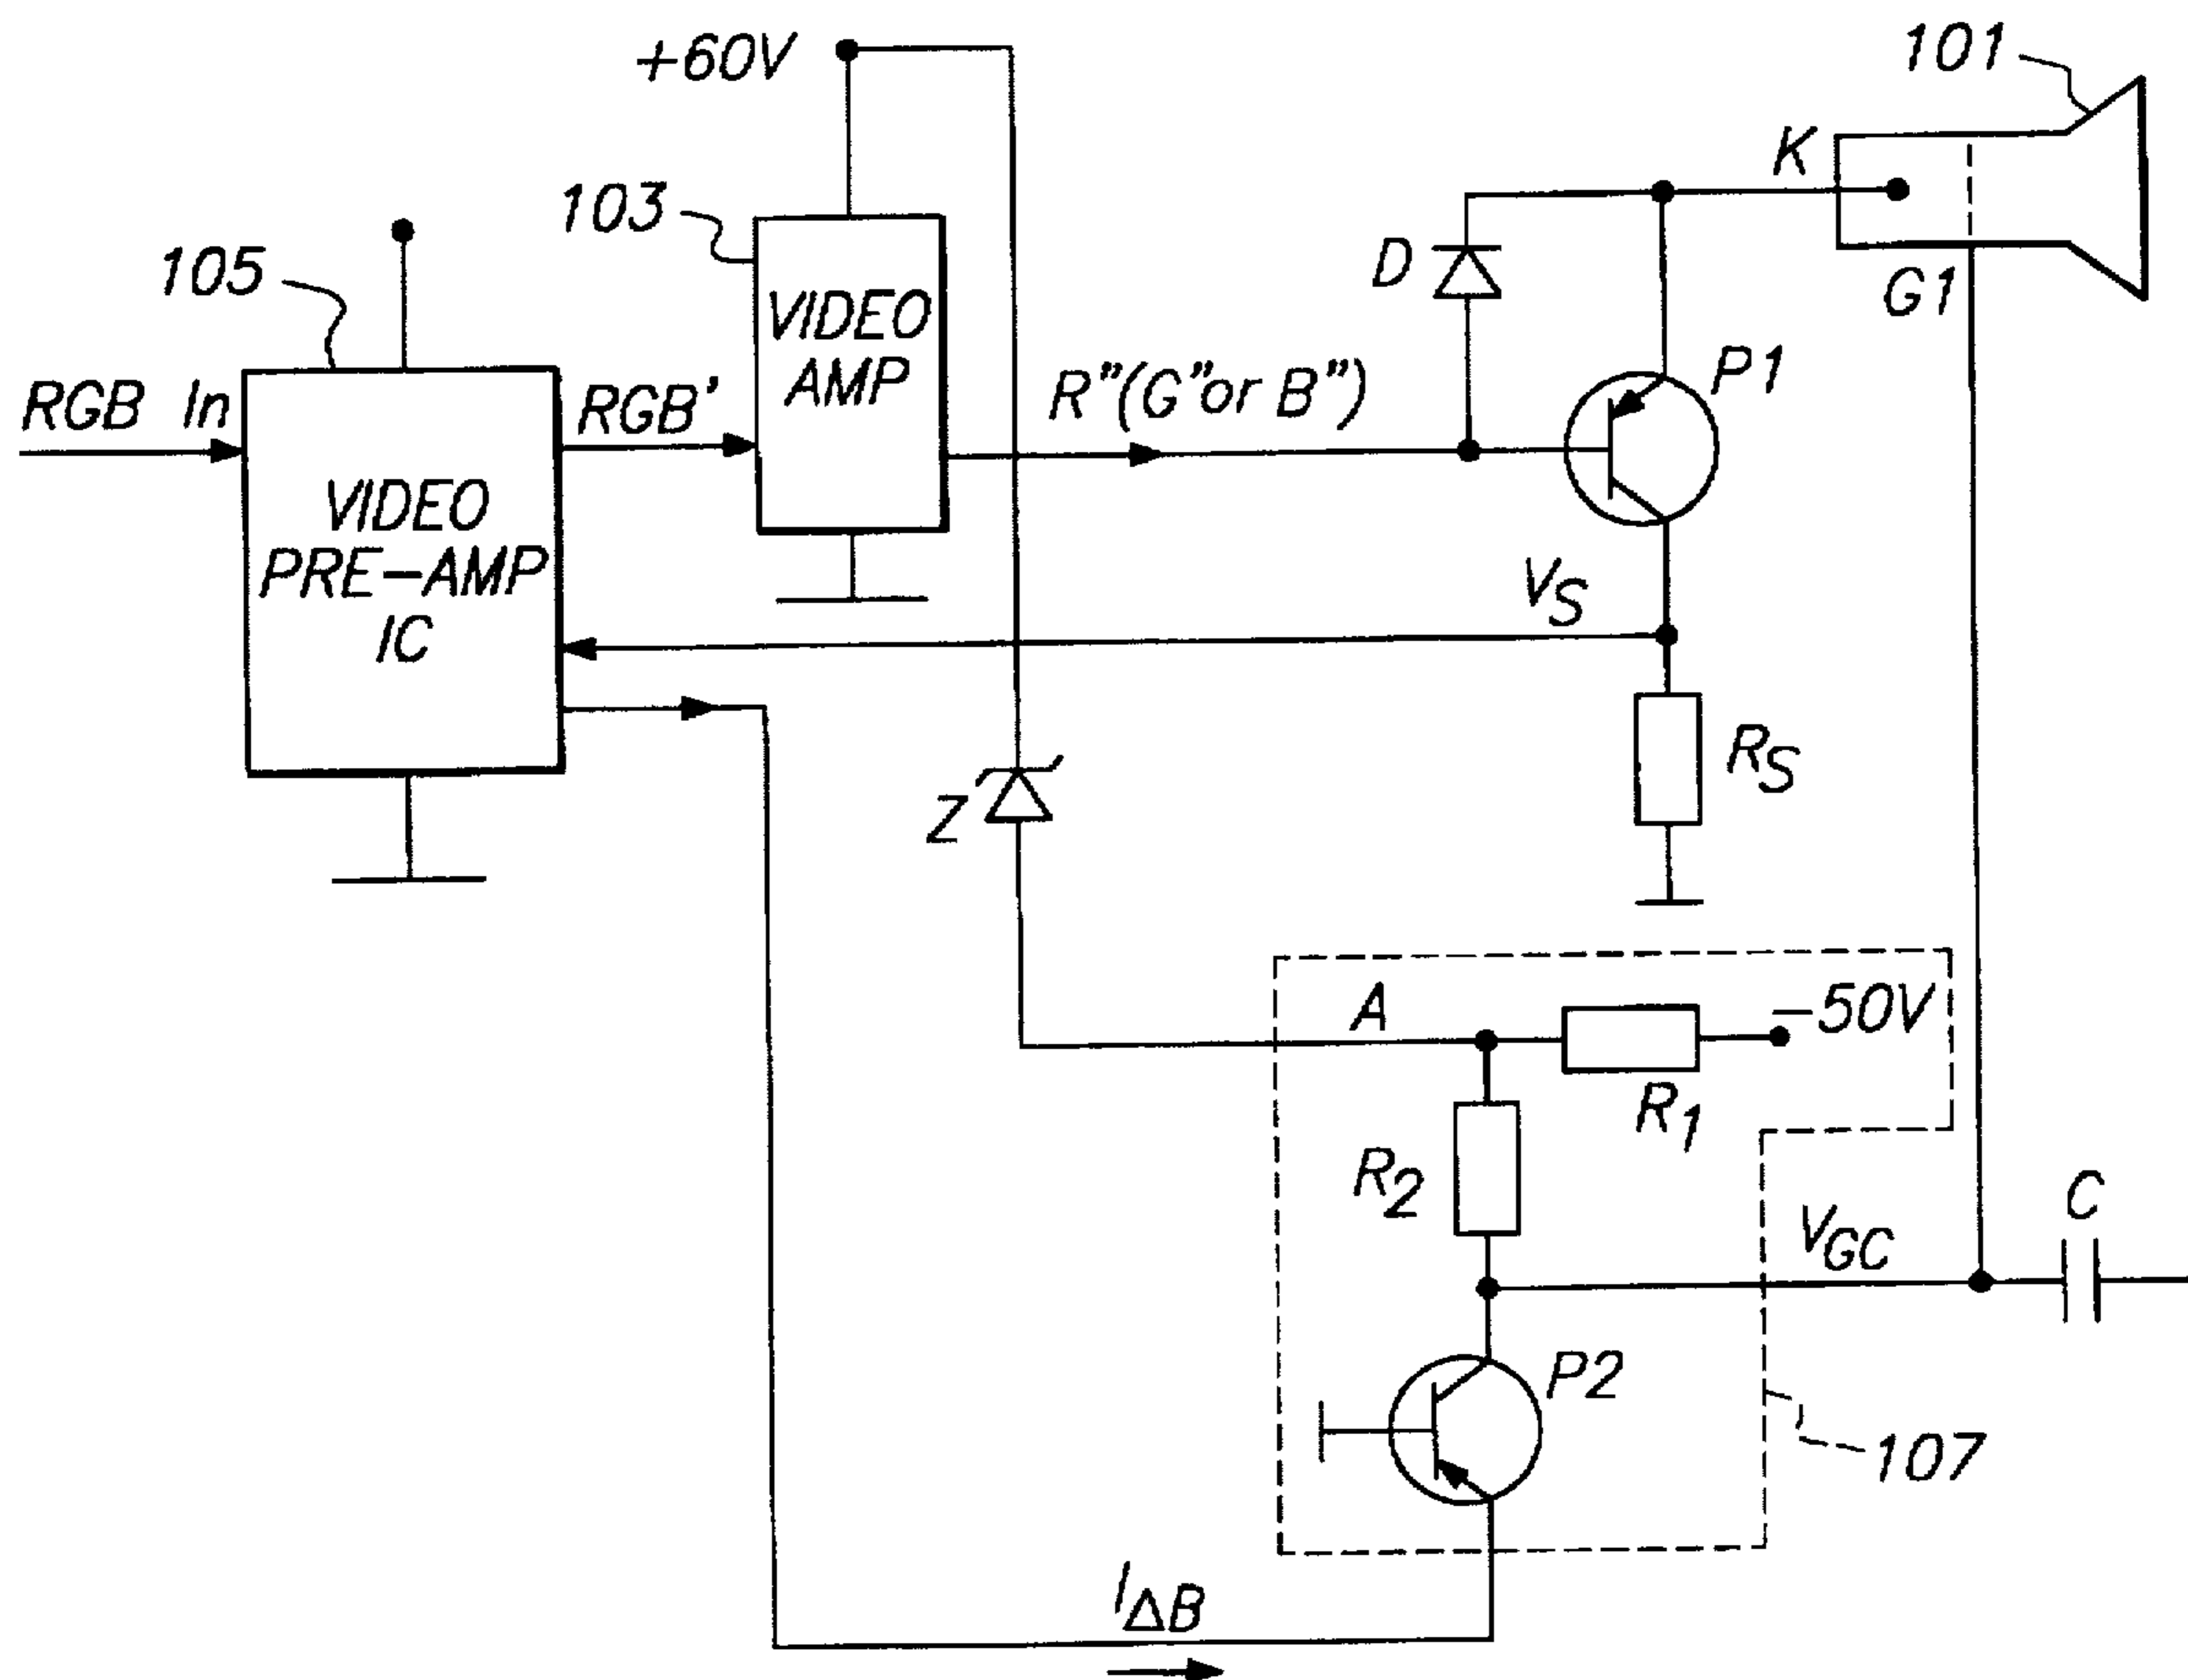 101
+60V
K
103
105
D
G1
VIDEO
AMP
P1
RGB In
RGB'
R"(G"or B")
VIDEO
PRE-AMP
IC
VS
RS
Z
A
-50V
R1
R2
VGC
C
P2
107
IΔB